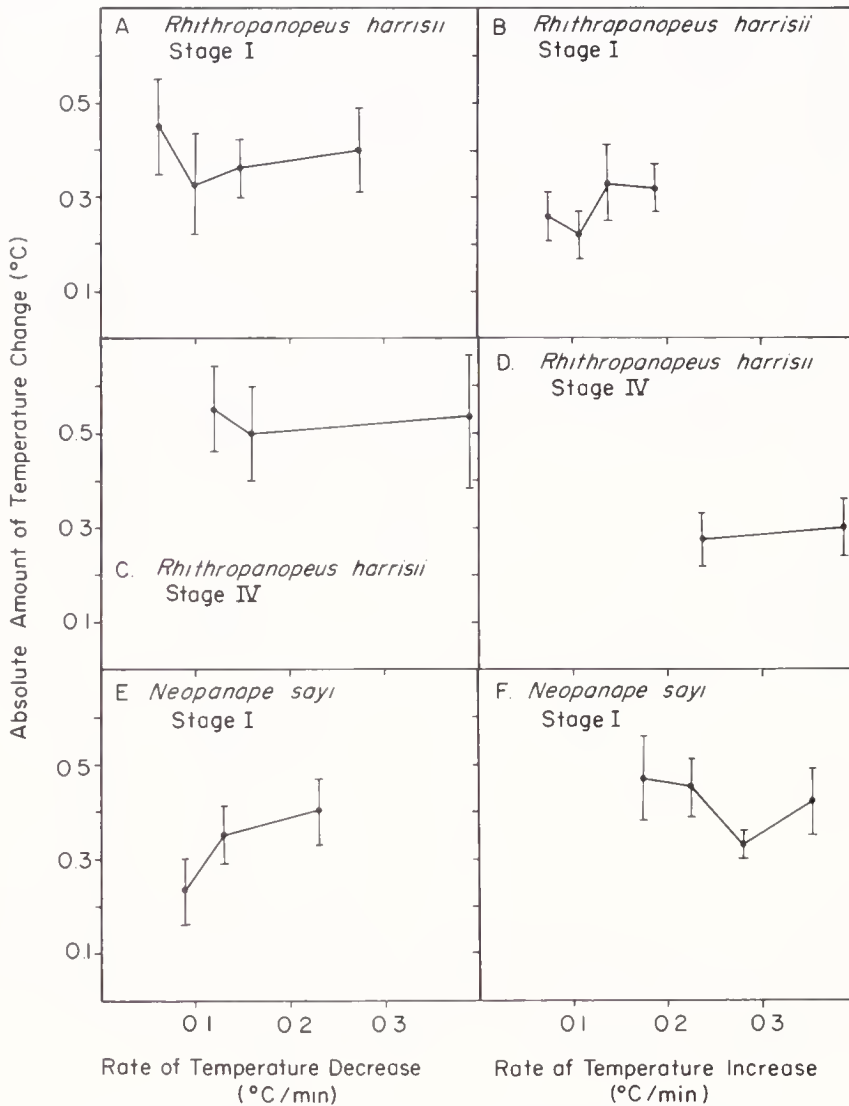 A Rhithropanopeus harrisii
Stage I
B Rhithropanopeus harrisii
Stage I
0.5
0.3
0.1
D. Rhithropanopeus harrisii
Stage IV
0.5
0.3
C. Rhithropanopeus harrisii
Stage IV
0.1
E Neopanape sayi
Stage I
F. Neopanape sayi
Stage I
0.5
0.3
0.1
Absolute Amount of Temperature Change (°C)
0.1 0.2 0.3
0.1 0.2 0.3
Rate of Temperature Decrease
(°C/min)
Rate of Temperature Increase
(°C/min)